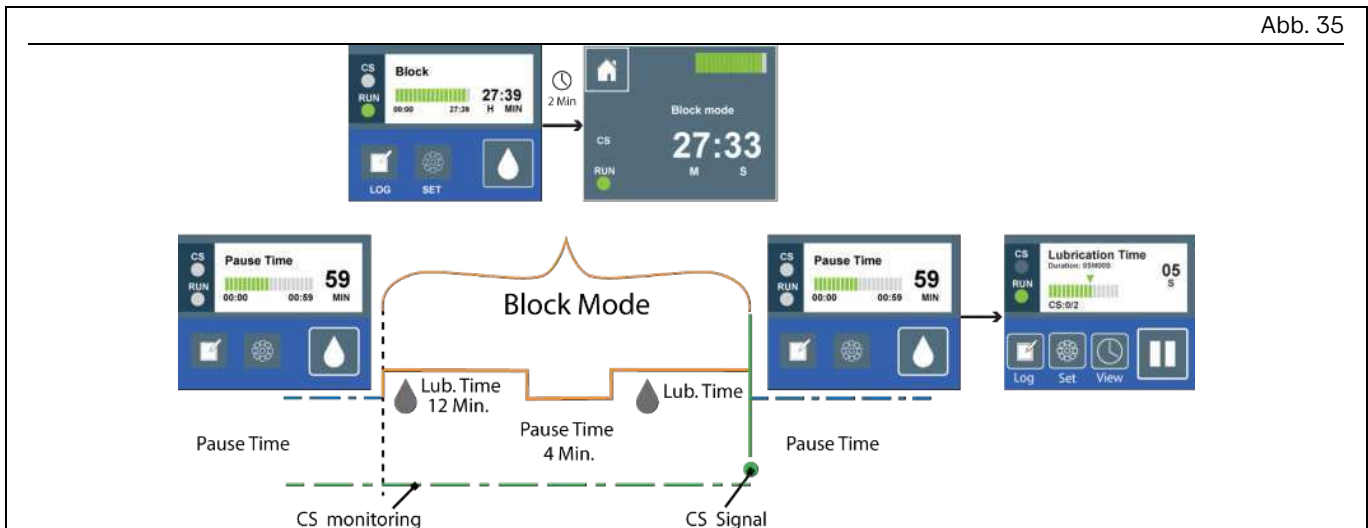 Abb. 35
CS
RUN
Block
00:00 27:39
27:39
H MIN
LOG SET
2 Min
Block mode
CS
27:33
RUN
M S
CS
RUN
Pause Time
00:00 00:59
59
MIN
Block Mode
CS
RUN
Pause Time
00:00 00:59
59
MIN
CS
RUN
Lubrication Time
Duration: 05M00S
05
S
CS:0/2
Log Set View
Lub. Time
12 Min.
Lub. Time
Pause Time
Pause Time
4 Min.
Pause Time
CS monitoring
CS Signal